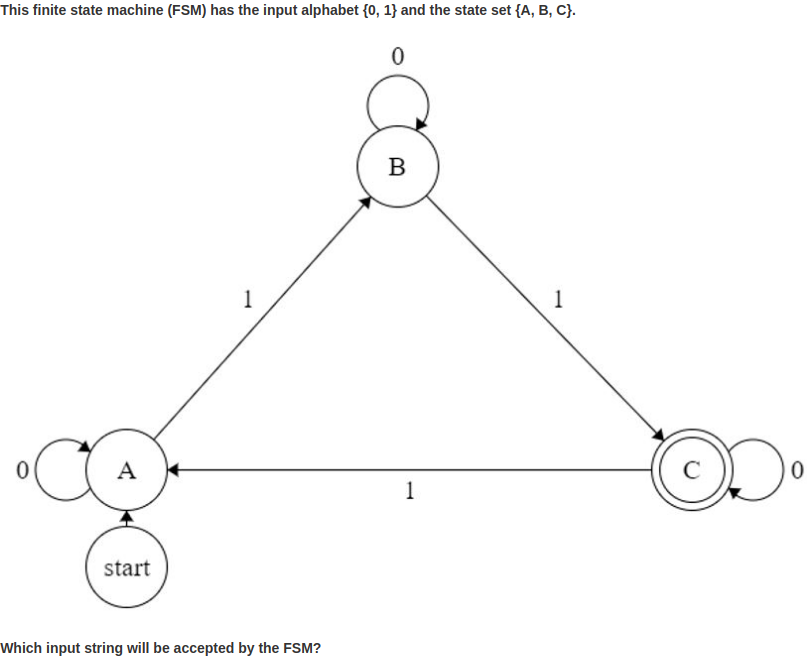 This finite state machine (FSM) has the input alphabet {0, 1} and the state set {A, B, C}.
0
B
1
1
0
A
C
0
1
start
Which input string will be accepted by the FSM?